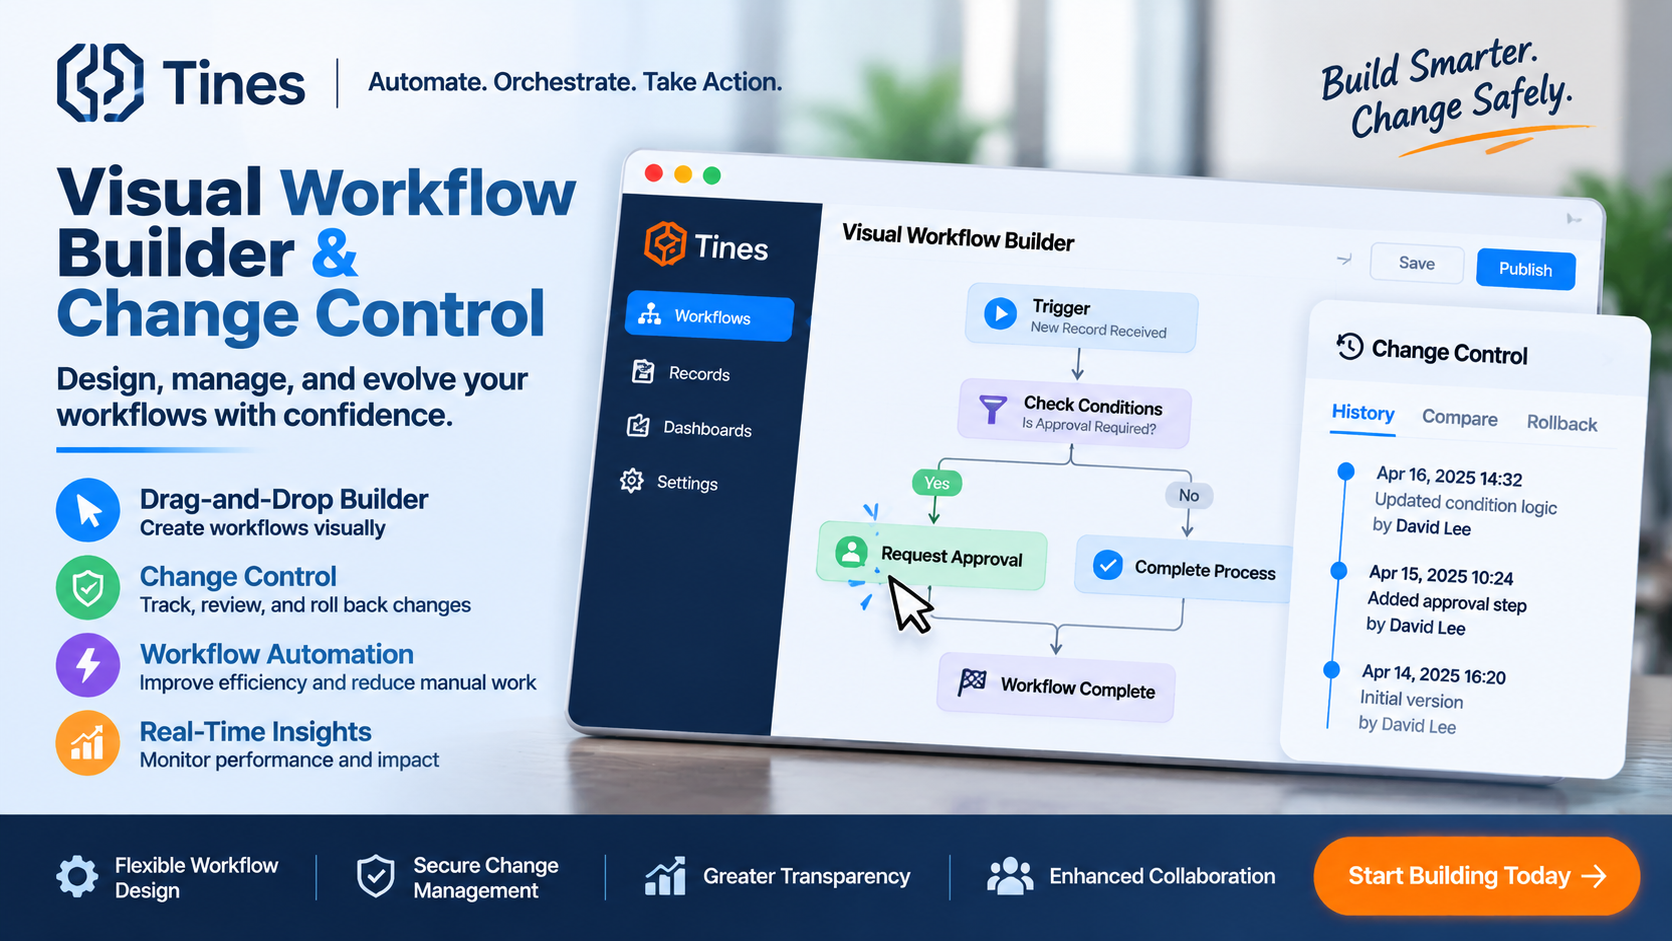 Tines
Automate. Orchestrate. Take Action.
Build Smarter.
Change Safely.
Visual Workflow
Builder &
Change Control
Design, manage, and evolve your
workflows with confidence.
Drag-and-Drop Builder
Create workflows visually
Change Control
Track, review, and roll back changes
Workflow Automation
Improve efficiency and reduce manual work
Real-Time Insights
Monitor performance and impact
Tines
Workflows
Records
Dashboards
Settings
Visual Workflow Builder
Save
Publish
Trigger
New Record Received
Check Conditions
Is Approval Required?
Yes
No
Request Approval
Complete Process
Workflow Complete
Change Control
History
Compare
Rollback
Apr 16, 2025 14:32
Updated condition logic
by David Lee
Apr 15, 2025 10:24
Added approval step
by David Lee
Apr 14, 2025 16:20
Initial version
by David Lee
Flexible Workflow
Design
Secure Change
Management
Greater Transparency
Enhanced Collaboration
Start Building Today